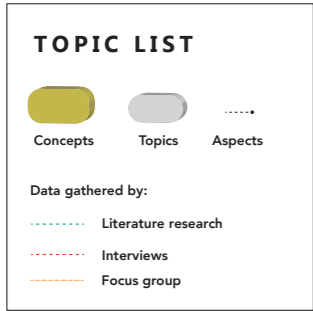 TOPIC LIST
Concepts Topics Aspects
Data gathered by:
Literature research
Interviews
Focus group